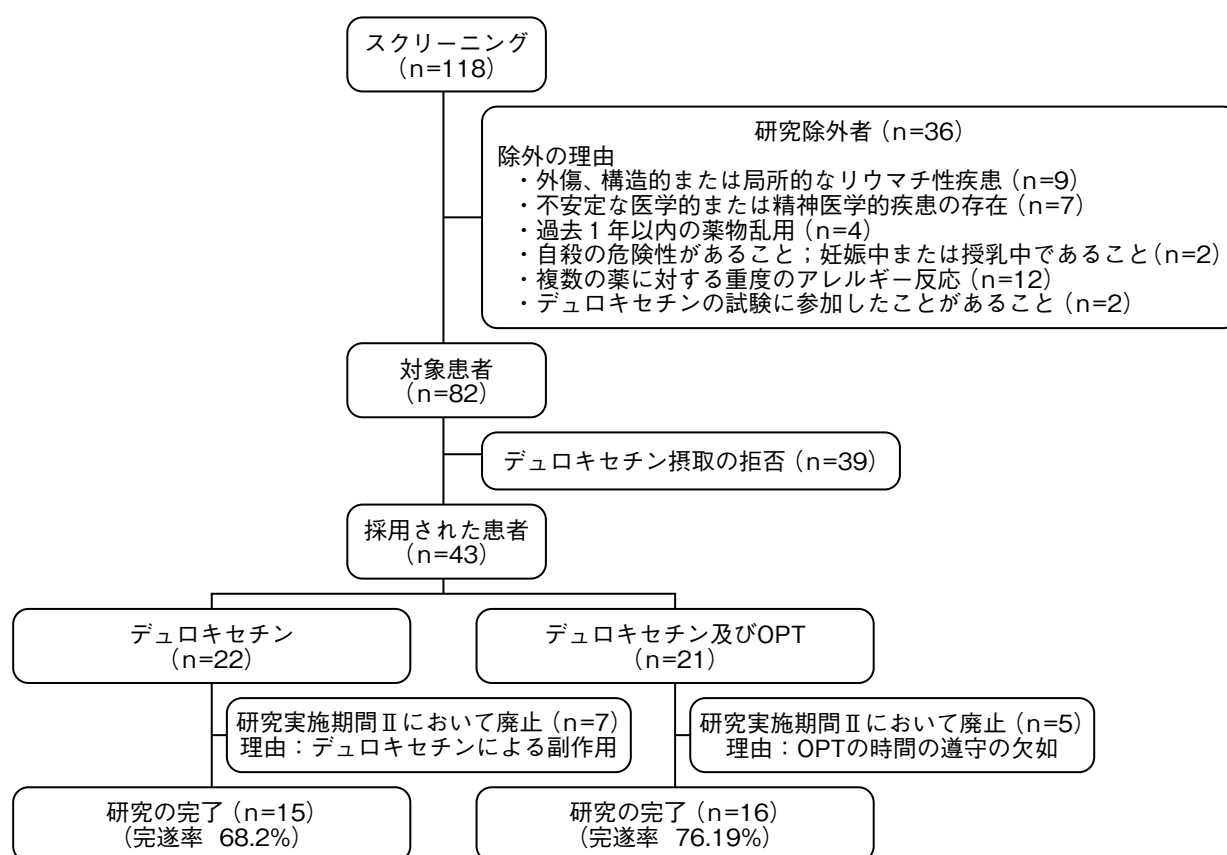 スクリーニング
(n=118)
研究除外者(n=36)
除外の理由
・外傷、構造的または局所的なリウマチ性疾患(n=9)
・不安定な医学的または精神医学的疾患の存在(n=7)
・過去1年以内の薬物乱用(n=4)
・自殺の危険性があること；妊娠中または授乳中であること(n=2)
・複数の薬に対する重度のアレルギー反応(n=12)
・デュロキセチンの試験に参加したことがあること(n=2)
対象患者
(n=82)
デュロキセチン摂取の拒否(n=39)
採用された患者
(n=43)
デュロキセチン
(n=22)
デュロキセチン及びOPT
(n=21)
研究実施期間Ⅱにおいて廃止(n=7)
理由：デュロキセチンによる副作用
研究実施期間Ⅱにおいて廃止(n=5)
理由：OPTの時間の遵守の欠如
研究の完了(n=15)
(完遂率 68.2%)
研究の完了(n=16)
(完遂率 76.19%)